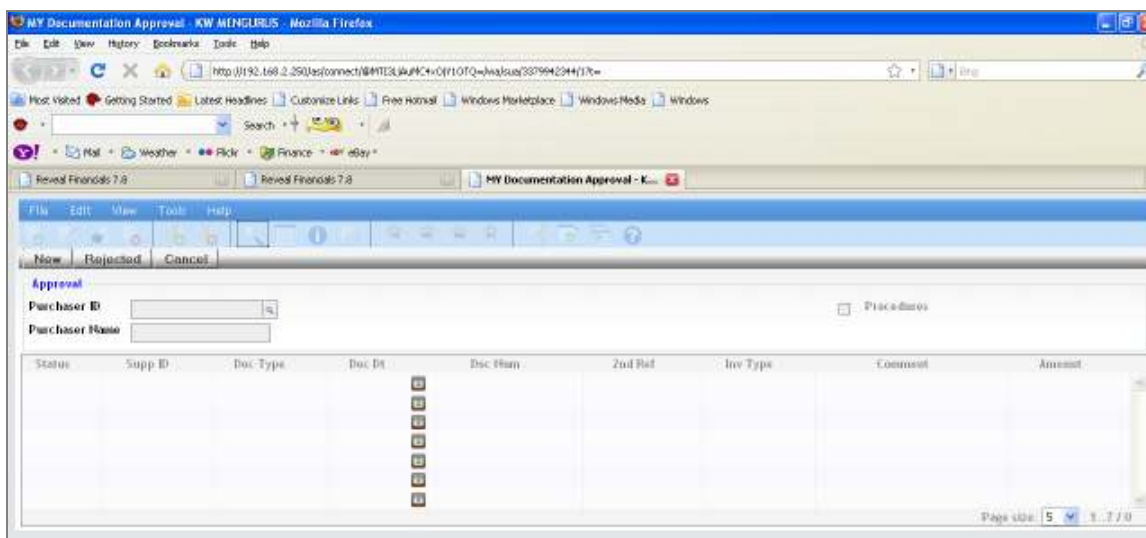 MY Documentation Approval - KW MENGURUS - Mozilla Firefox
File Edit View History Bookmarks Tools Help
Most Visited Getting Started Latest Headlines Customize Links Free Hotmail Windows Marketplace Windows Media Windows
Search
Y! Mail Weather Flickr Finance eBay
Reveal Financials 7.8 Reveal Financials 7.8 MY Documentation Approval - K...
File Edit View Tools Help
New Rejected Cancel
Approval
Purchaser ID Procedures
Purchaser Name
Status Supp ID Doc Type Doc Dt Doc Num 2nd Ref Inv Type Comment Amount
Page size: 5 1..7 / 0